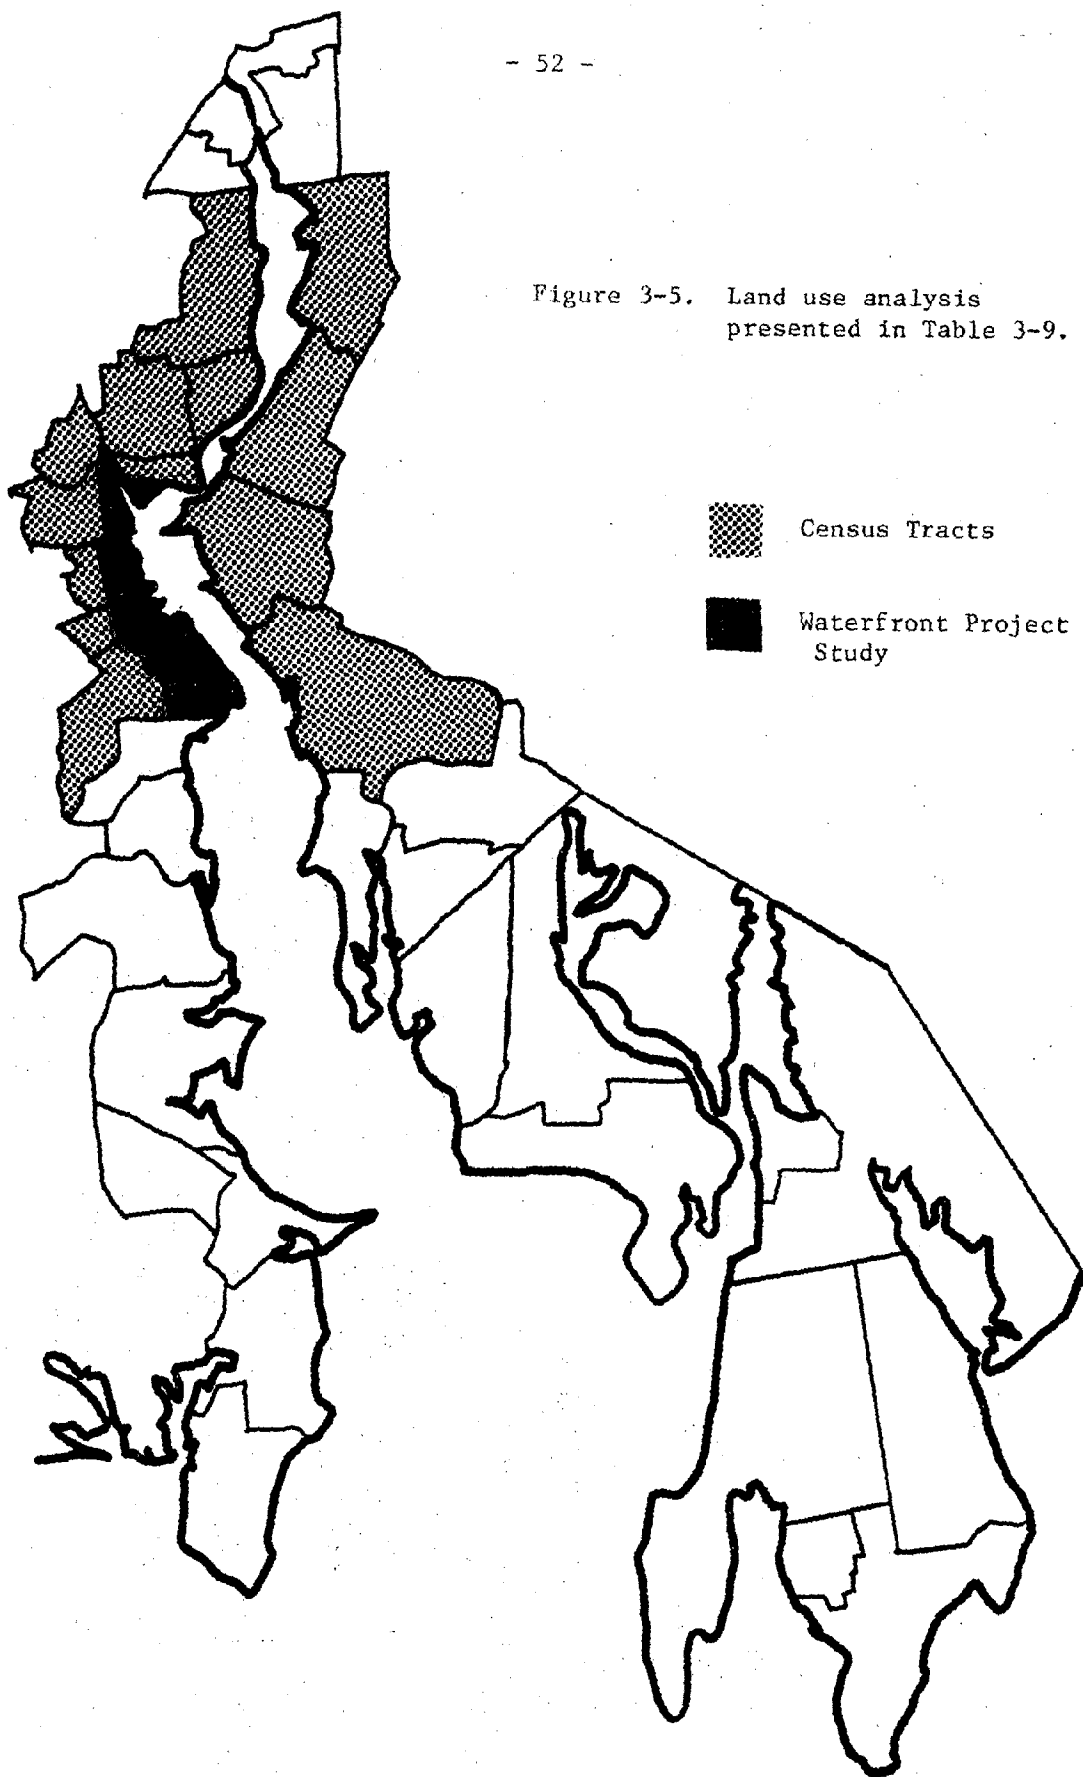 - 52 -
Figure 3-5. Land use analysis
presented in Table 3-9.
Census Tracts
Waterfront Project
Study